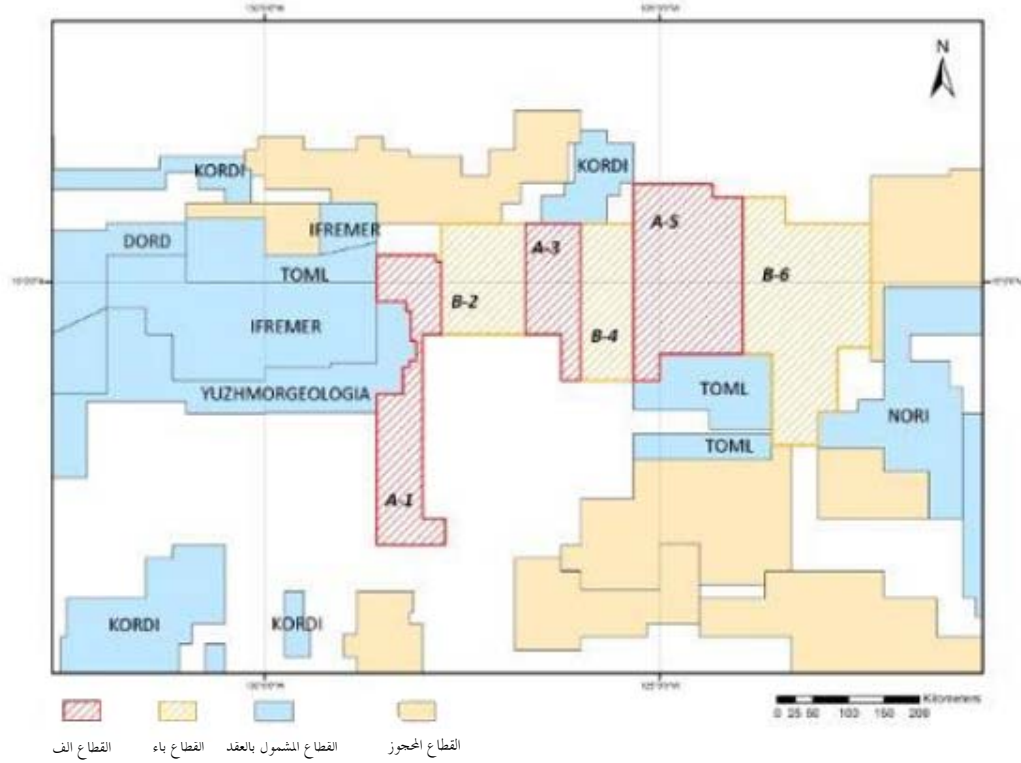 N
KORDI
KORDI
DORD
IFREMER
A-3
A-5
TOML
B-6
B-2
IFREMER
B-4
YUZHMORGEOLOGIA
TOML
NORI
TOML
A-1
KORDI
KORDI
Kilometers
0 25 50 100 150 200
القطاع الف
القطاع باء
القطاع المشمول بالعقد
القطاع المحجوز